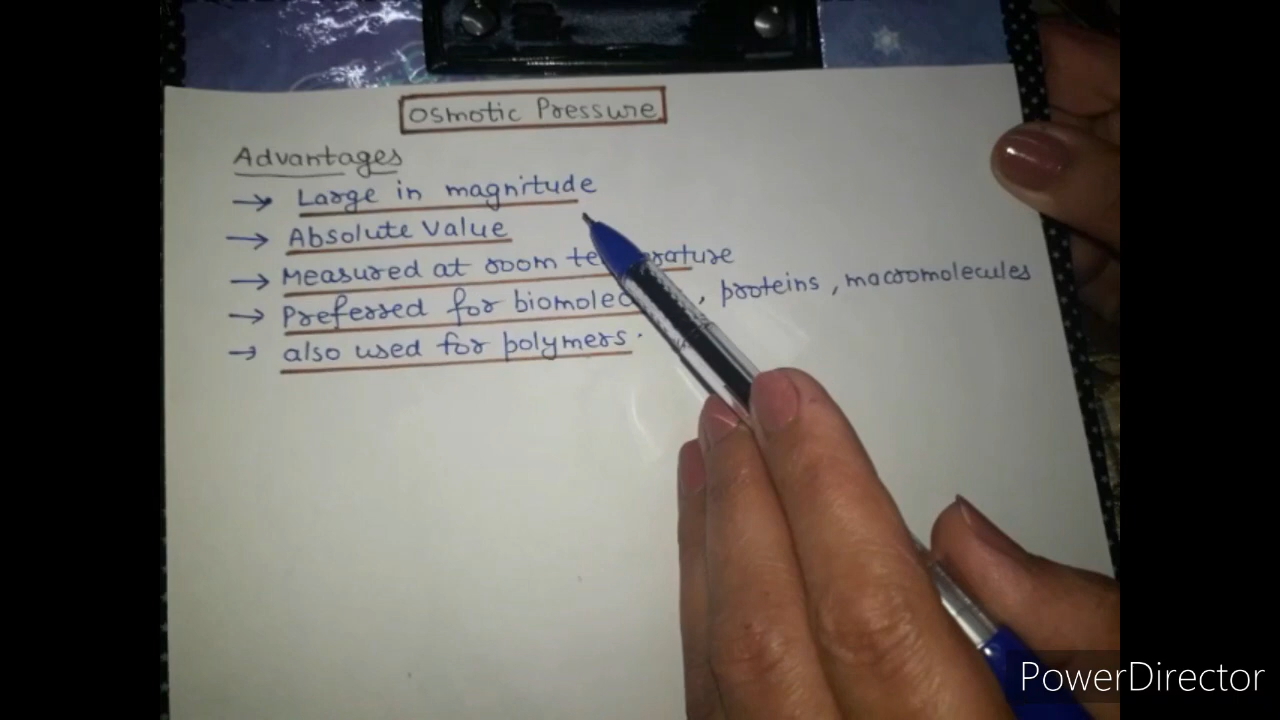 Osmotic Pressure
Advantages
→ Large in magnitude
→ Absolute value
→ Measured at room
→ Preferred for , proteins , macromolecules
→ also used for polymers.
PowerDirector